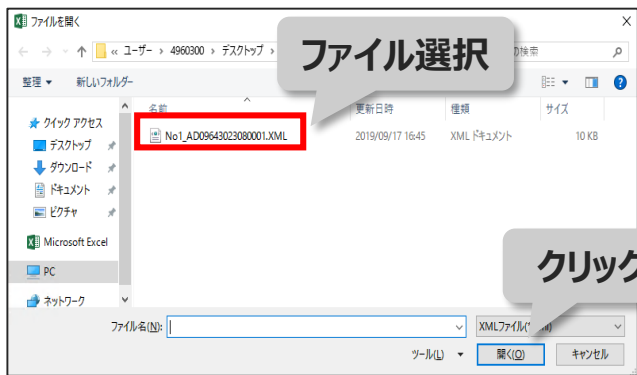 ファイルを開く
« ユーザー › 4960300 › デスクトップ ›
の検索
ファイル選択
整理 新しいフォルダー
名前 更新日時 種類 サイズ
No1_AD09643023080001.XML 2019/09/17 16:45 XML ドキュメント 10 KB
クイック アクセス
デスクトップ
ダウンロード
ドキュメント
ピクチャ
Microsoft Excel
PC
ネットワーク
クリック
ファイル名(N):
XMLファイル(*
ツール(L) 開く(O) キャンセル